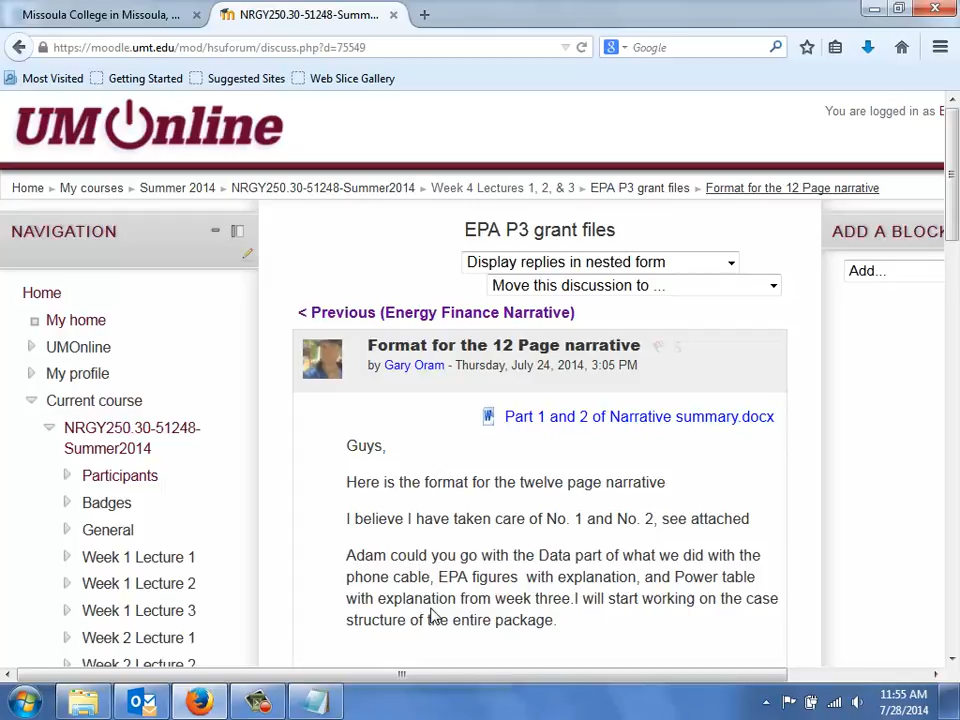 Missoula College in Missoula, ...
NRGY250.30-51248-Summ...
https://moodle.umt.edu/mod/hsuforum/discuss.php?d=75549
Google
Most Visited
Getting Started
Suggested Sites
Web Slice Gallery
UMOnline
You are logged in as E
Home
My courses
Summer 2014
NRGY250.30-51248-Summer2014
Week 4 Lectures 1, 2, & 3
EPA P3 grant files
Format for the 12 Page narrative
NAVIGATION
Home
My home
UMOnline
My profile
Current course
NRGY250.30-51248-
Summer2014
Participants
Badges
General
Week 1 Lecture 1
Week 1 Lecture 2
Week 1 Lecture 3
Week 2 Lecture 1
Week 2 Lecture 2
EPA P3 grant files
Display replies in nested form
Move this discussion to ...
< Previous (Energy Finance Narrative)
Format for the 12 Page narrative
by Gary Oram - Thursday, July 24, 2014, 3:05 PM
Part 1 and 2 of Narrative summary.docx
Guys,
Here is the format for the twelve page narrative
I believe I have taken care of No. 1 and No. 2, see attached
Adam could you go with the Data part of what we did with the
phone cable, EPA figures  with explanation, and Power table
with explanation from week three.I will start working on the case
structure of the entire package.
ADD A BLOCK
Add...
11:55 AM
7/28/2014